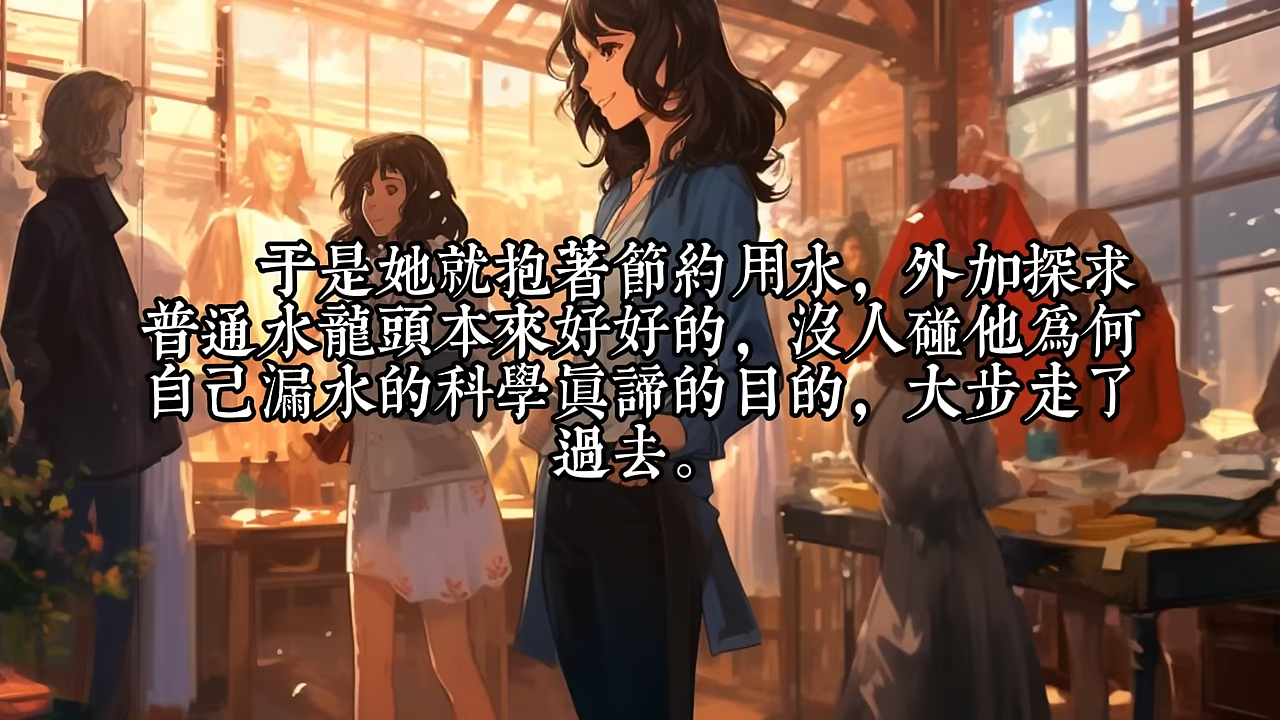 于是她就抱著節約用水，外加探求
普通水龍頭本來好好的，沒人碰他爲何
自己漏水的科學眞諦的目的，大步走了
過去。